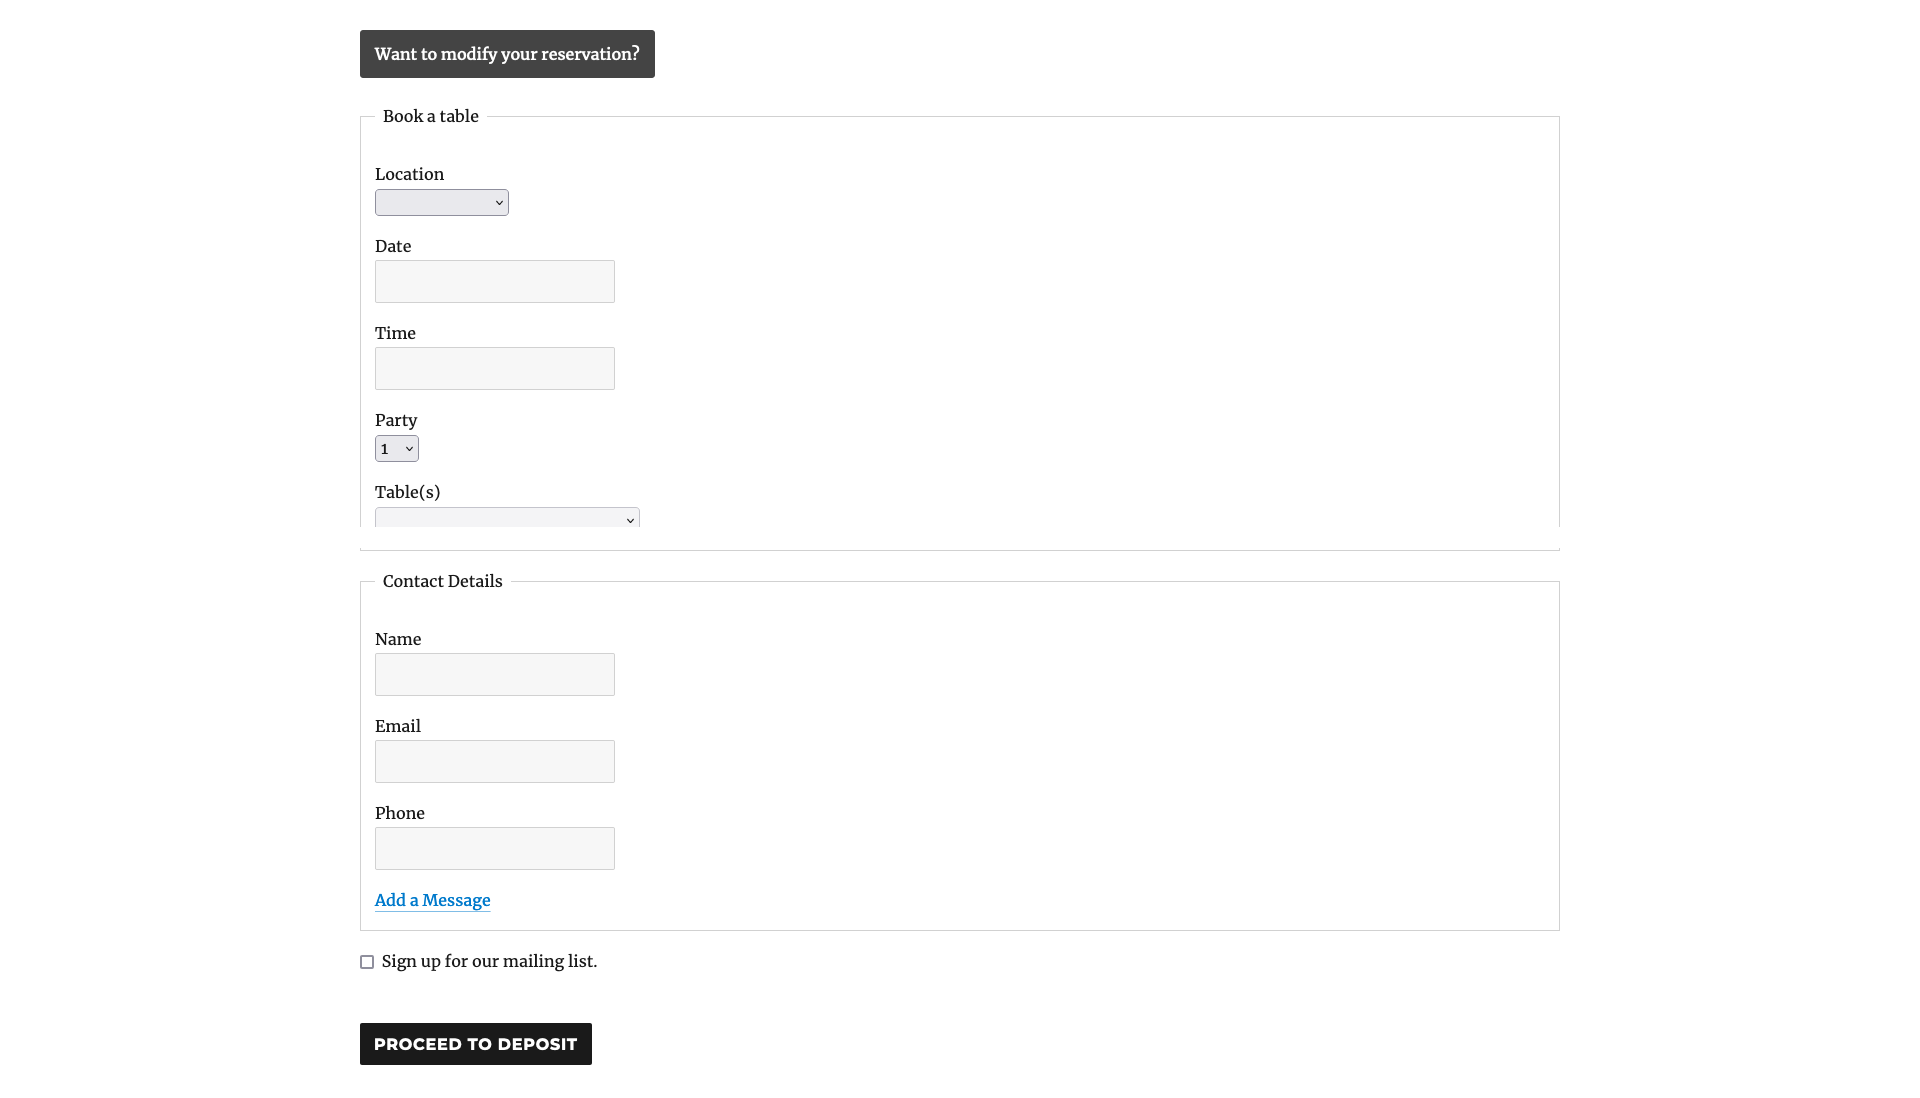 Want to modify your reservation?
Book a table
Location
Date
Time
Party
1
Table(s)
Contact Details
Name
Email
Phone
Add a Message
Sign up for our mailing list.
PROCEED TO DEPOSIT